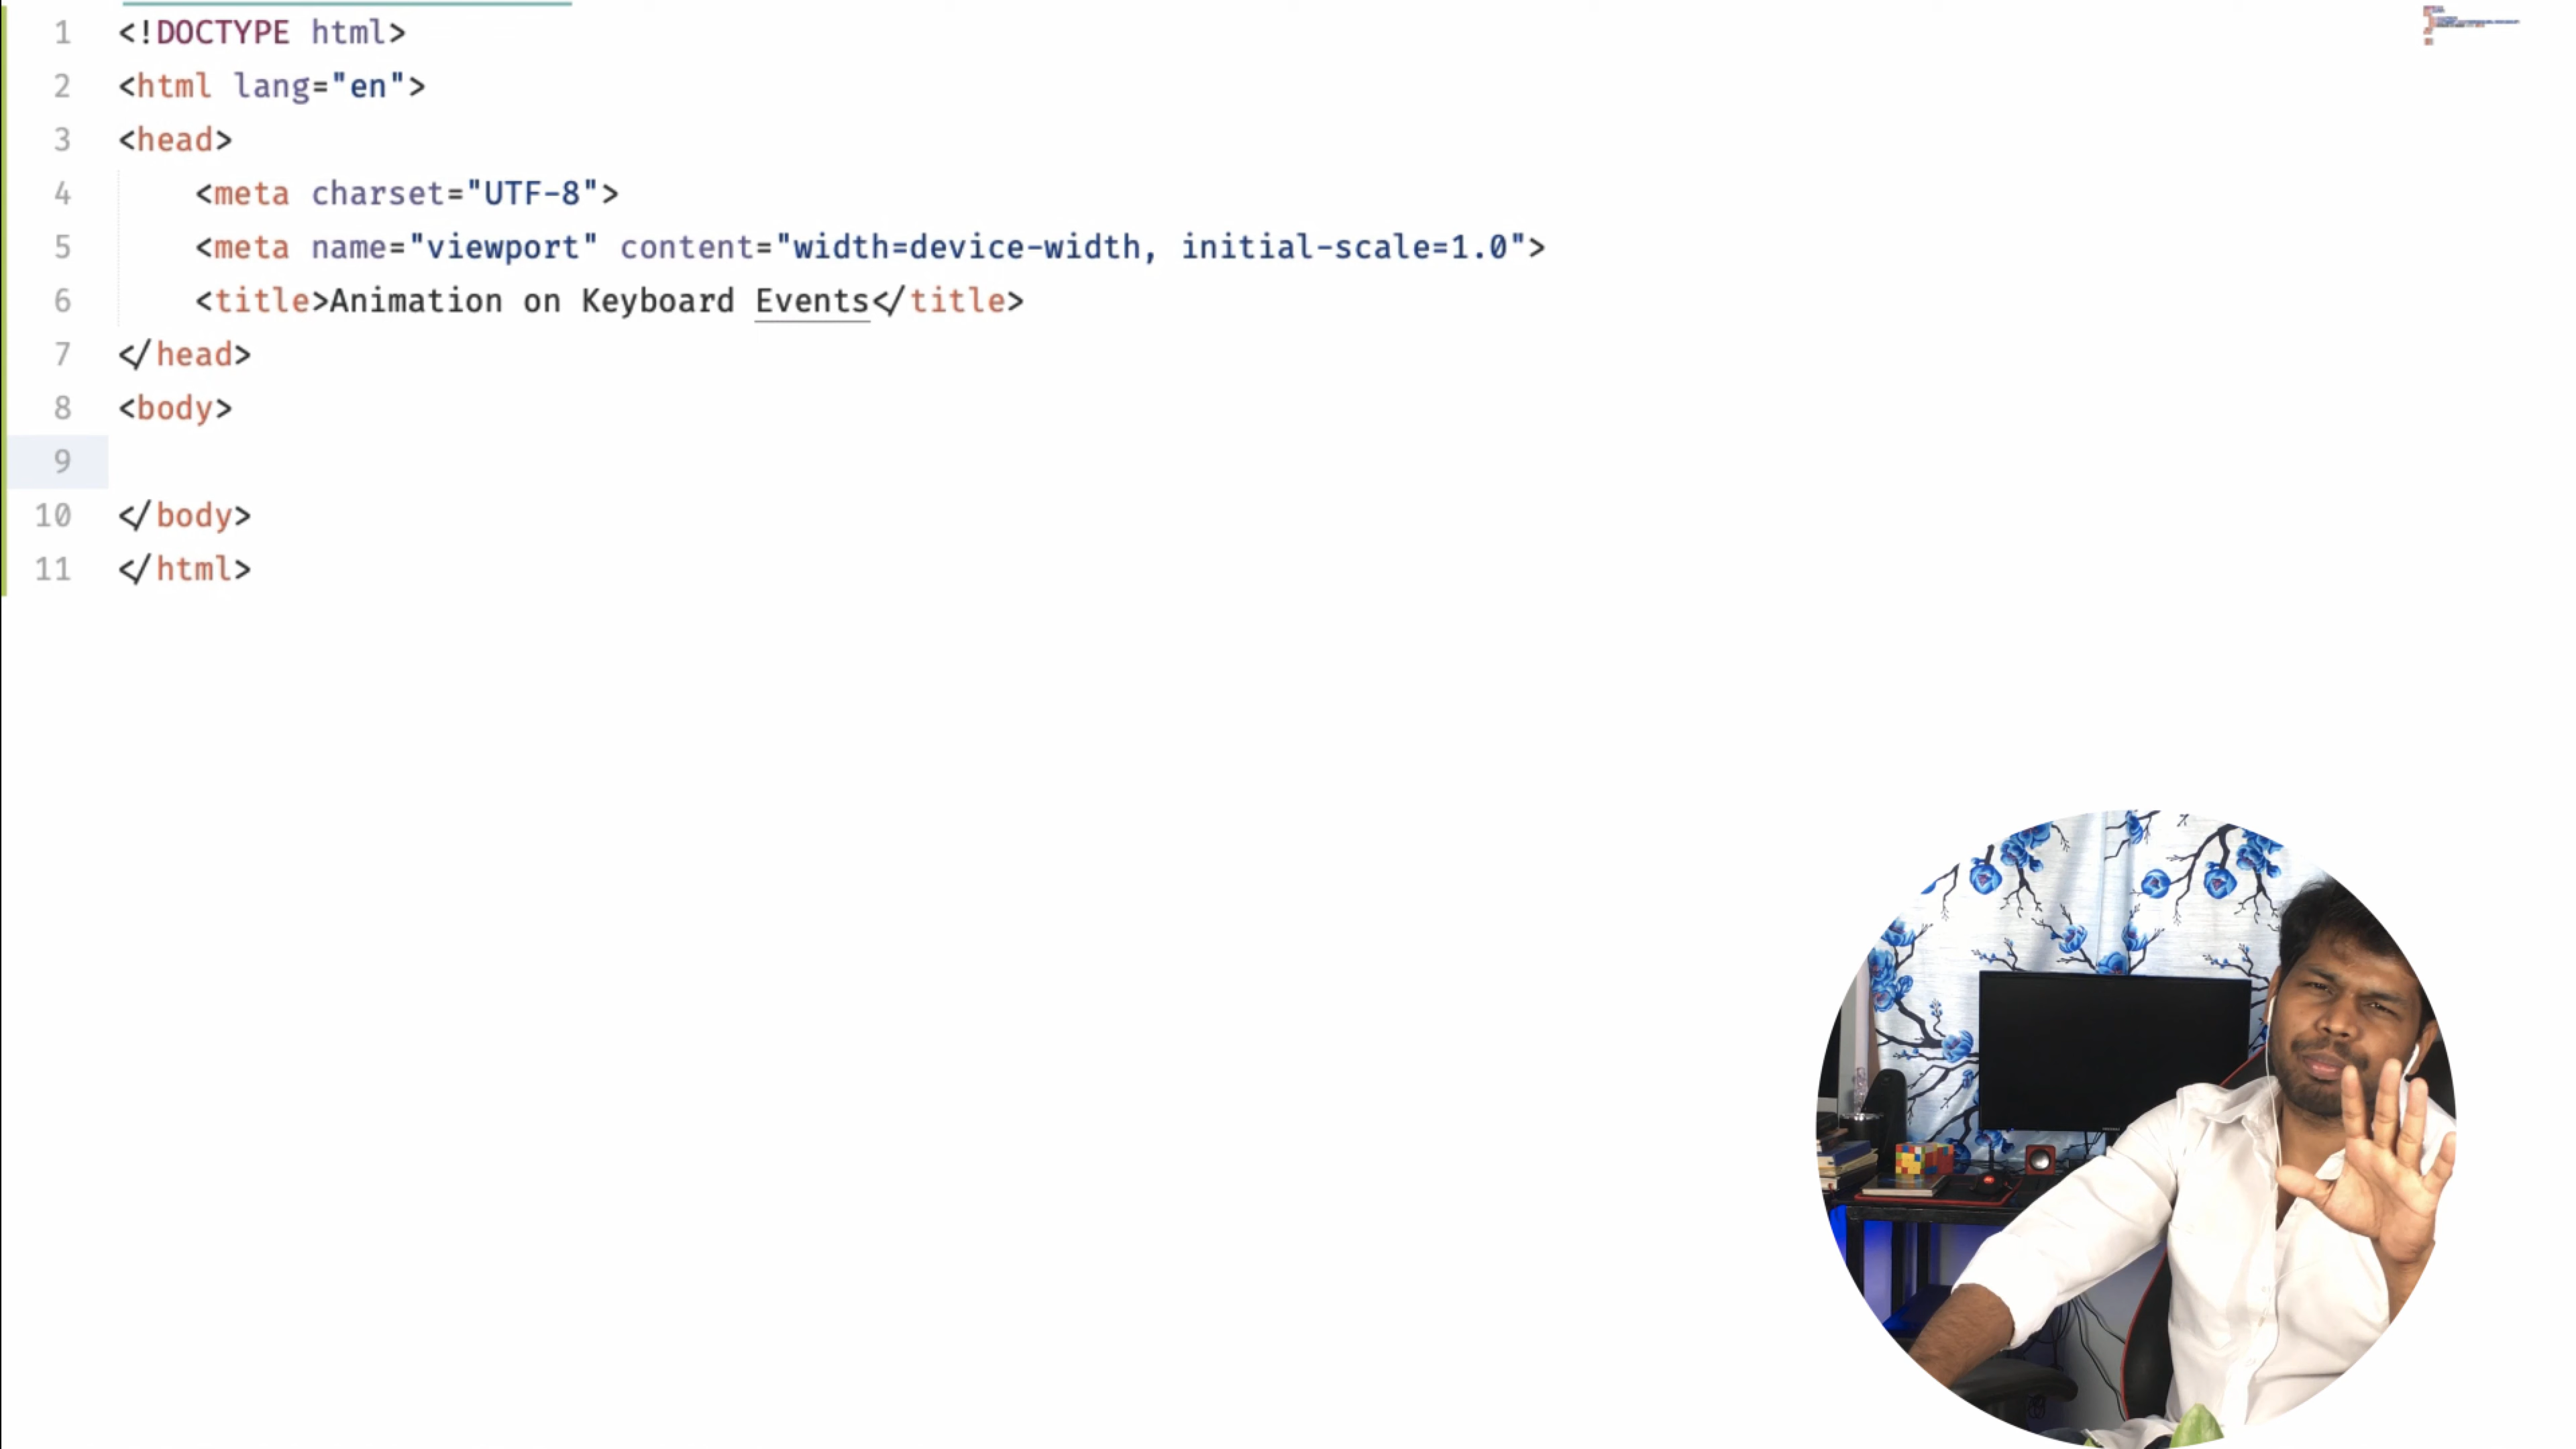 1 <!DOCTYPE html>
2 <html lang="en">
3 <head>
4 <meta charset="UTF-8">
5 <meta name="viewport" content="width=device-width, initial-scale=1.0">
6 <title>Animation on Keyboard Events</title>
7 </head>
8 <body>
9
10 </body>
11 </html>